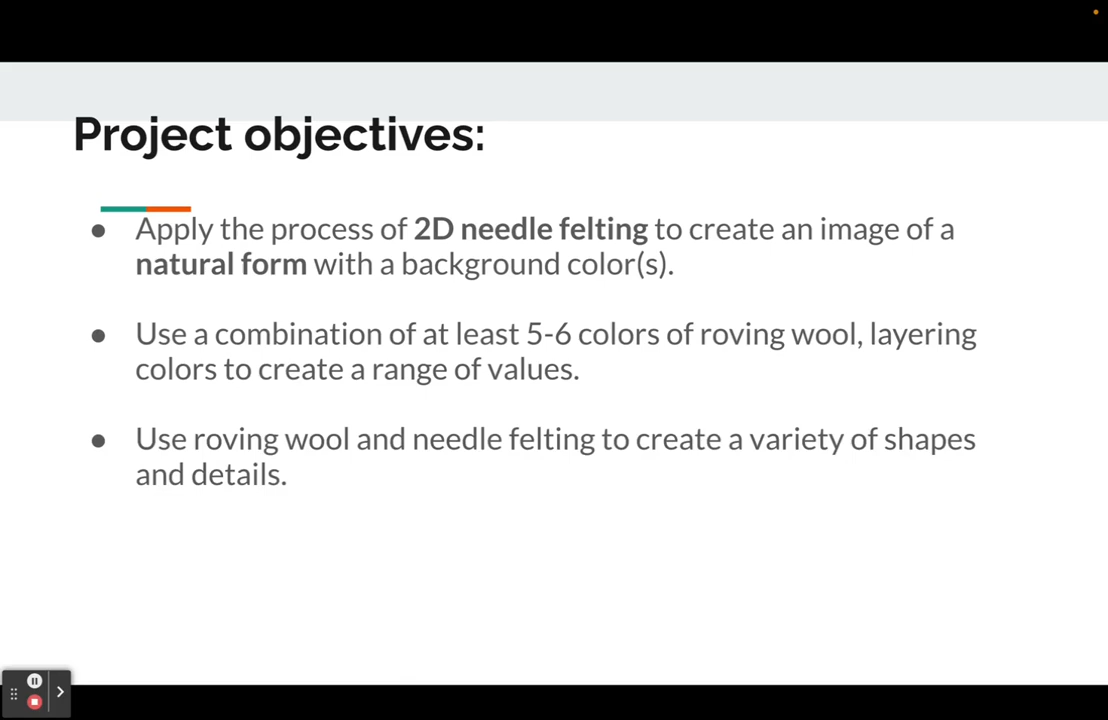 Project objectives:
● Apply the process of 2D needle felting to create an image of a
natural form with a background color(s).
● Use a combination of at least 5-6 colors of roving wool, layering
colors to create a range of values.
● Use roving wool and needle felting to create a variety of shapes
and details.